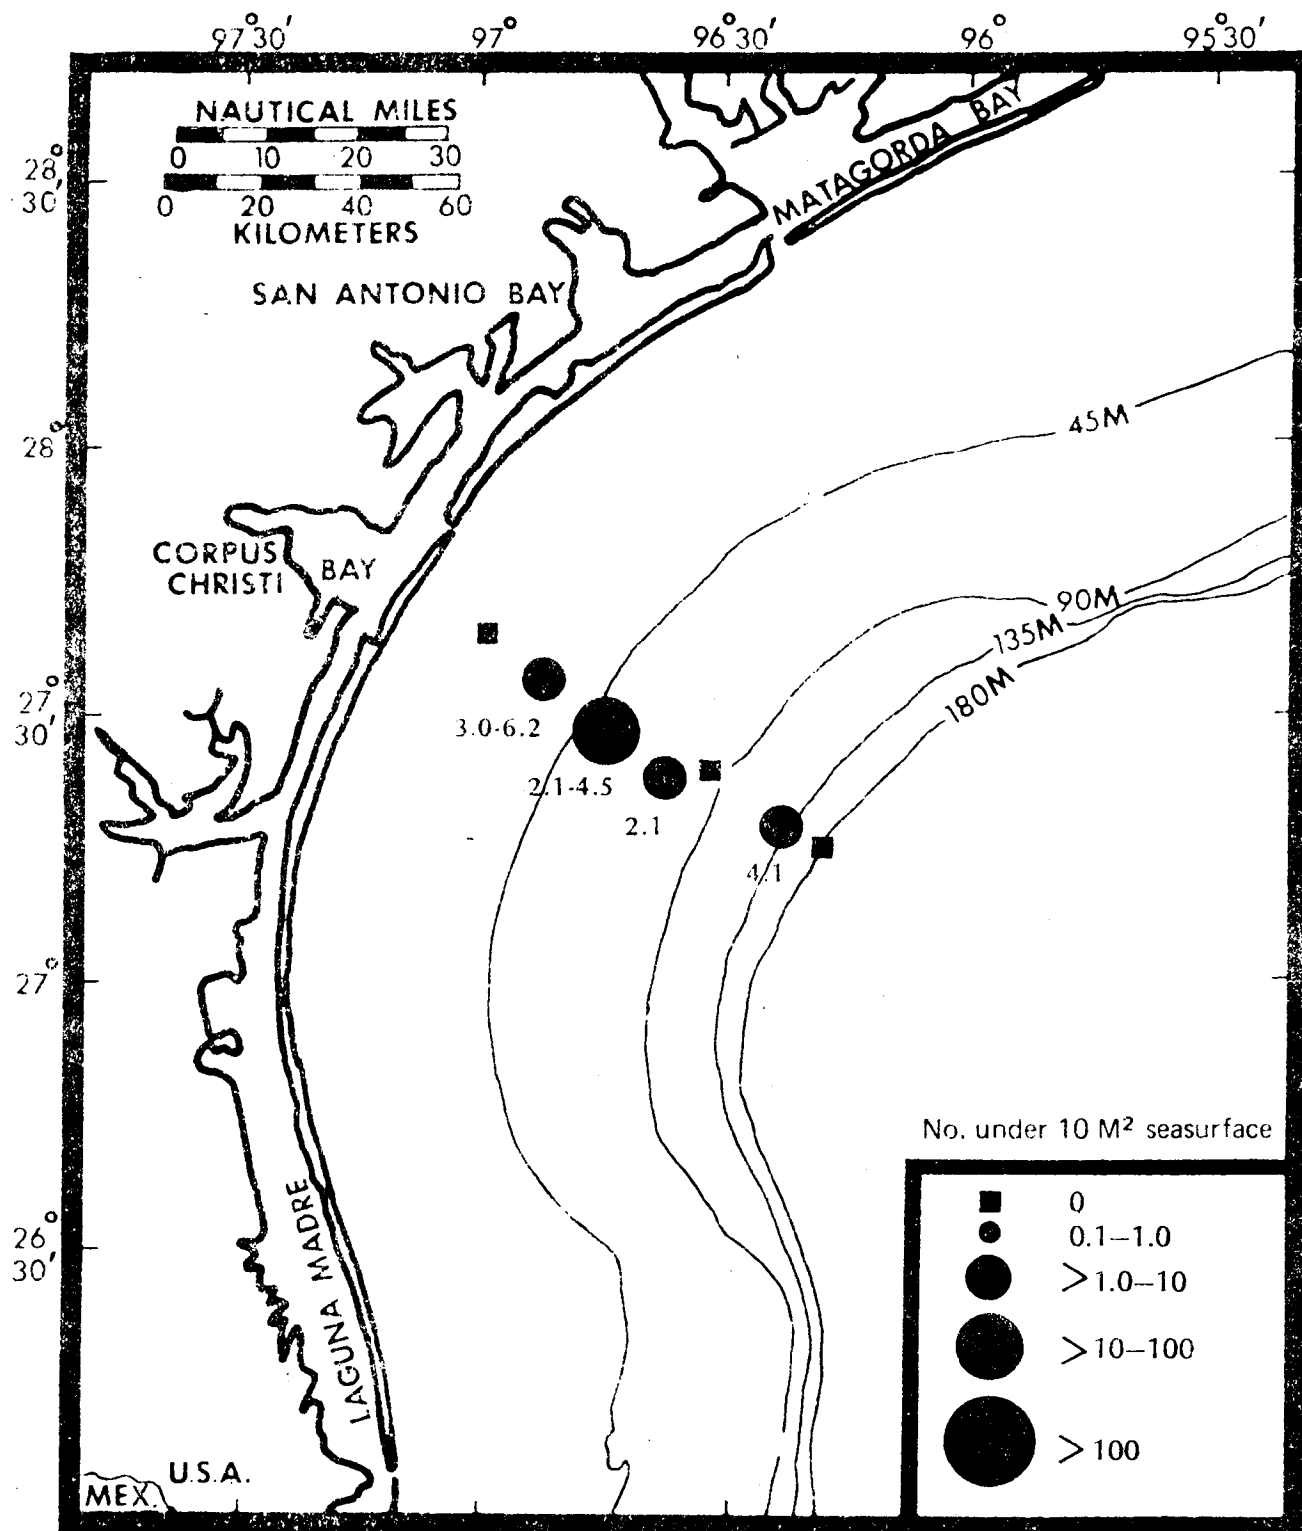 97°30′ 97° 96°30′ 96° 95°30′
NAUTICAL MILES
0 10 20 30
0 20 40 60
KILOMETERS
28°
30′
MATAGORDA BAY
SAN ANTONIO BAY
45M
28°
CORPUS
CHRISTI BAY
90M
135M
180M
27°
30′
3.0-6.2
2.1-4.5
2.1
4.1
27°
No. under 10 M² seasurface
0
0.1–1.0
>1.0–10
>10–100
>100
26°
30′
LAGUNA MADRE
U.S.A.
MEX.